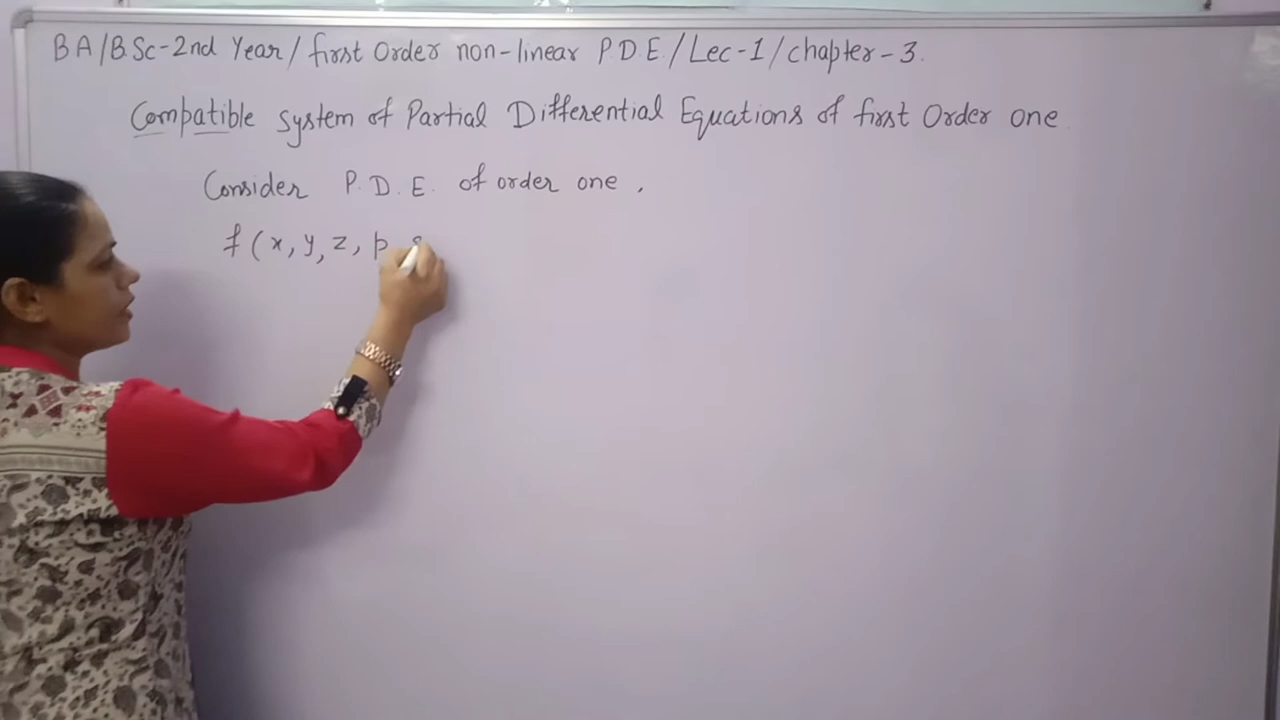 BA/BSc-2nd Year/first Order non-linear P.D.E/Lec-1/chapter-3.
Compatible system of Partial Differential Equations of first Order one
Consider P.D.E. of order one,
f(x, y, z, p